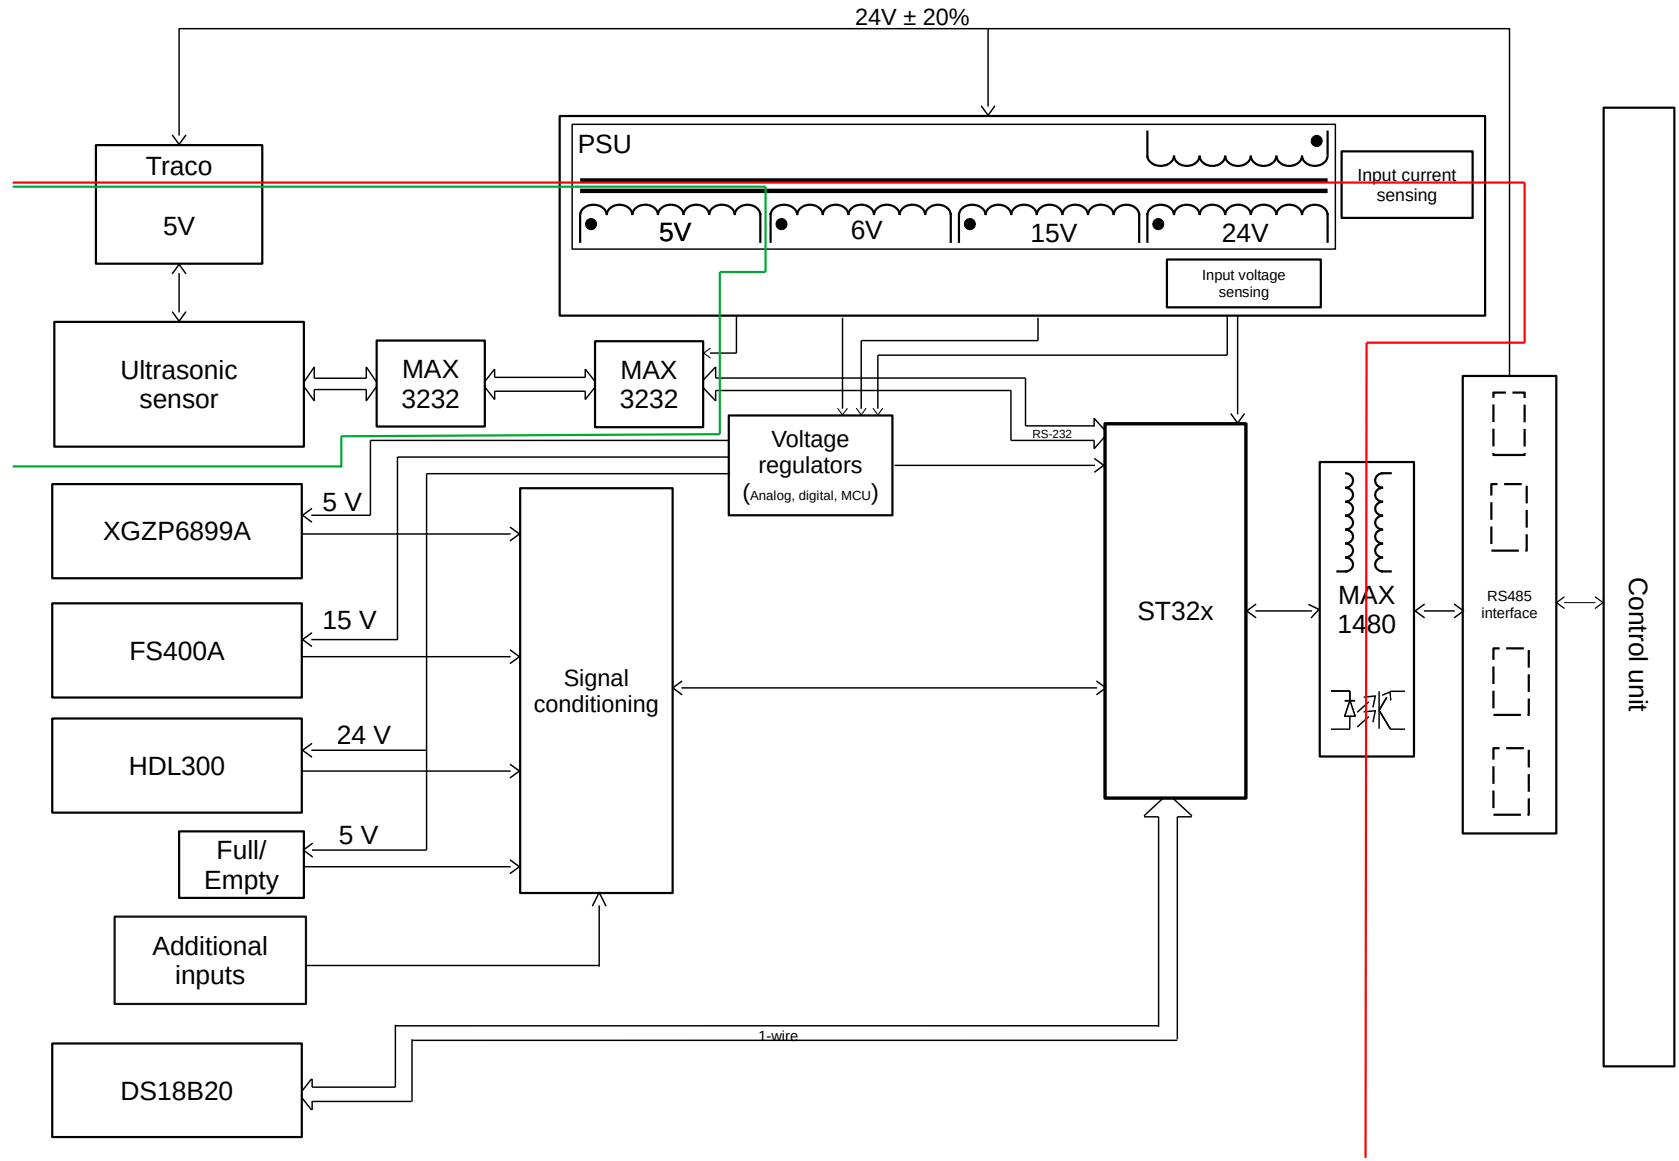 24V ± 20%
Traco
5V
PSU
Input current
sensing
5V
6V
15V
24V
Input voltage
sensing
Ultrasonic
sensor
MAX
3232
MAX
3232
Voltage
regulators
(Analog, digital, MCU)
RS-232
5 V
XGZP6899A
15 V
FS400A
24 V
HDL300
5 V
Full/
Empty
Signal
conditioning
ST32x
MAX
1480
RS485
interface
Control unit
Additional
inputs
1-wire
DS18B20